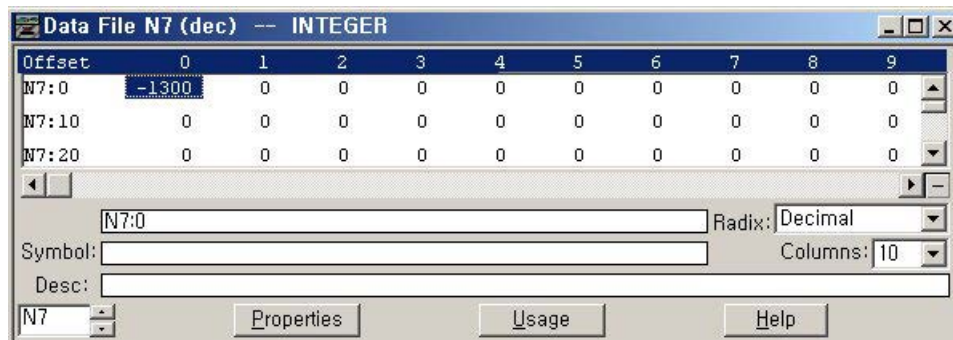 Data File N7 (dec) -- INTEGER
Offset 0 1 2 3 4 5 6 7 8 9
N7:0 -1300 0 0 0 0 0 0 0 0 0
N7:10 0 0 0 0 0 0 0 0 0 0
N7:20 0 0 0 0 0 0 0 0 0 0
N7:0 Radix: Decimal
Symbol: Columns: 10
Desc:
N7 Properties Usage Help